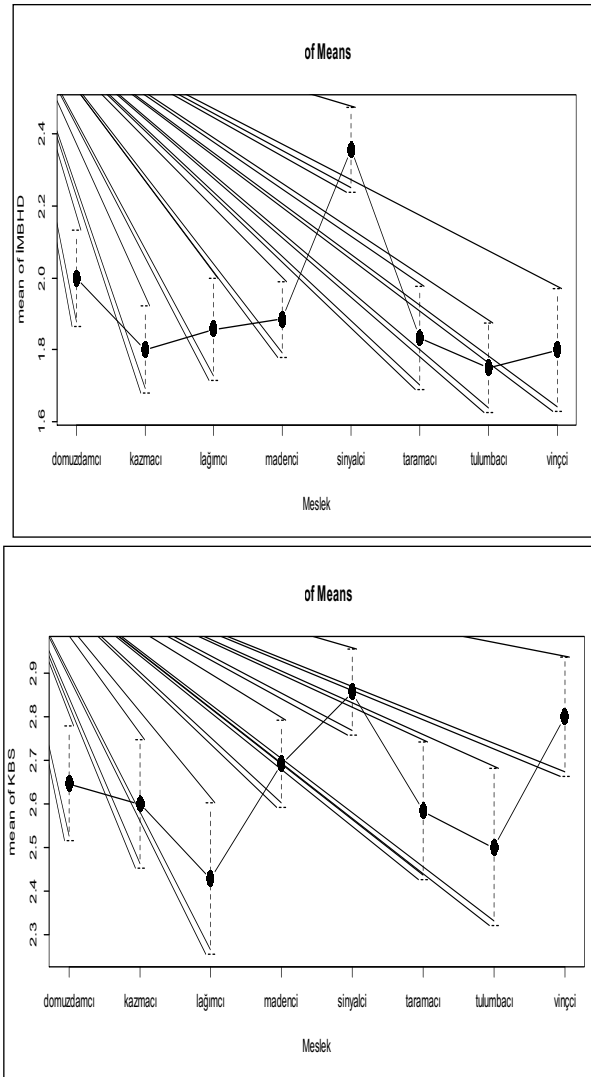 of Means
mean of IMBHD
2.4
2.2
2.0
1.8
1.6
domuzdamcı kazmacı lağımcı madenci sinyalci taramacı tulumbacı vinçci
Meslek
of Means
mean of KBS
2.9
2.8
2.7
2.6
2.5
2.4
2.3
domuzdamcı kazmacı lağımcı madenci sinyalci taramacı tulumbacı vinçci
Meslek